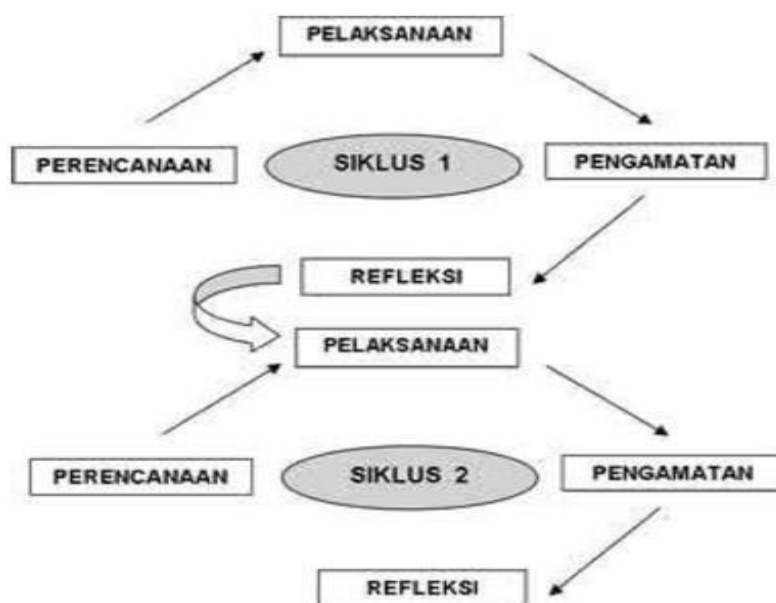 PELAKSANAAN
PERENCANAAN
SIKLUS 1
PENGAMATAN
REFLEKSI
PELAKSANAAN
PERENCANAAN
SIKLUS 2
PENGAMATAN
REFLEKSI